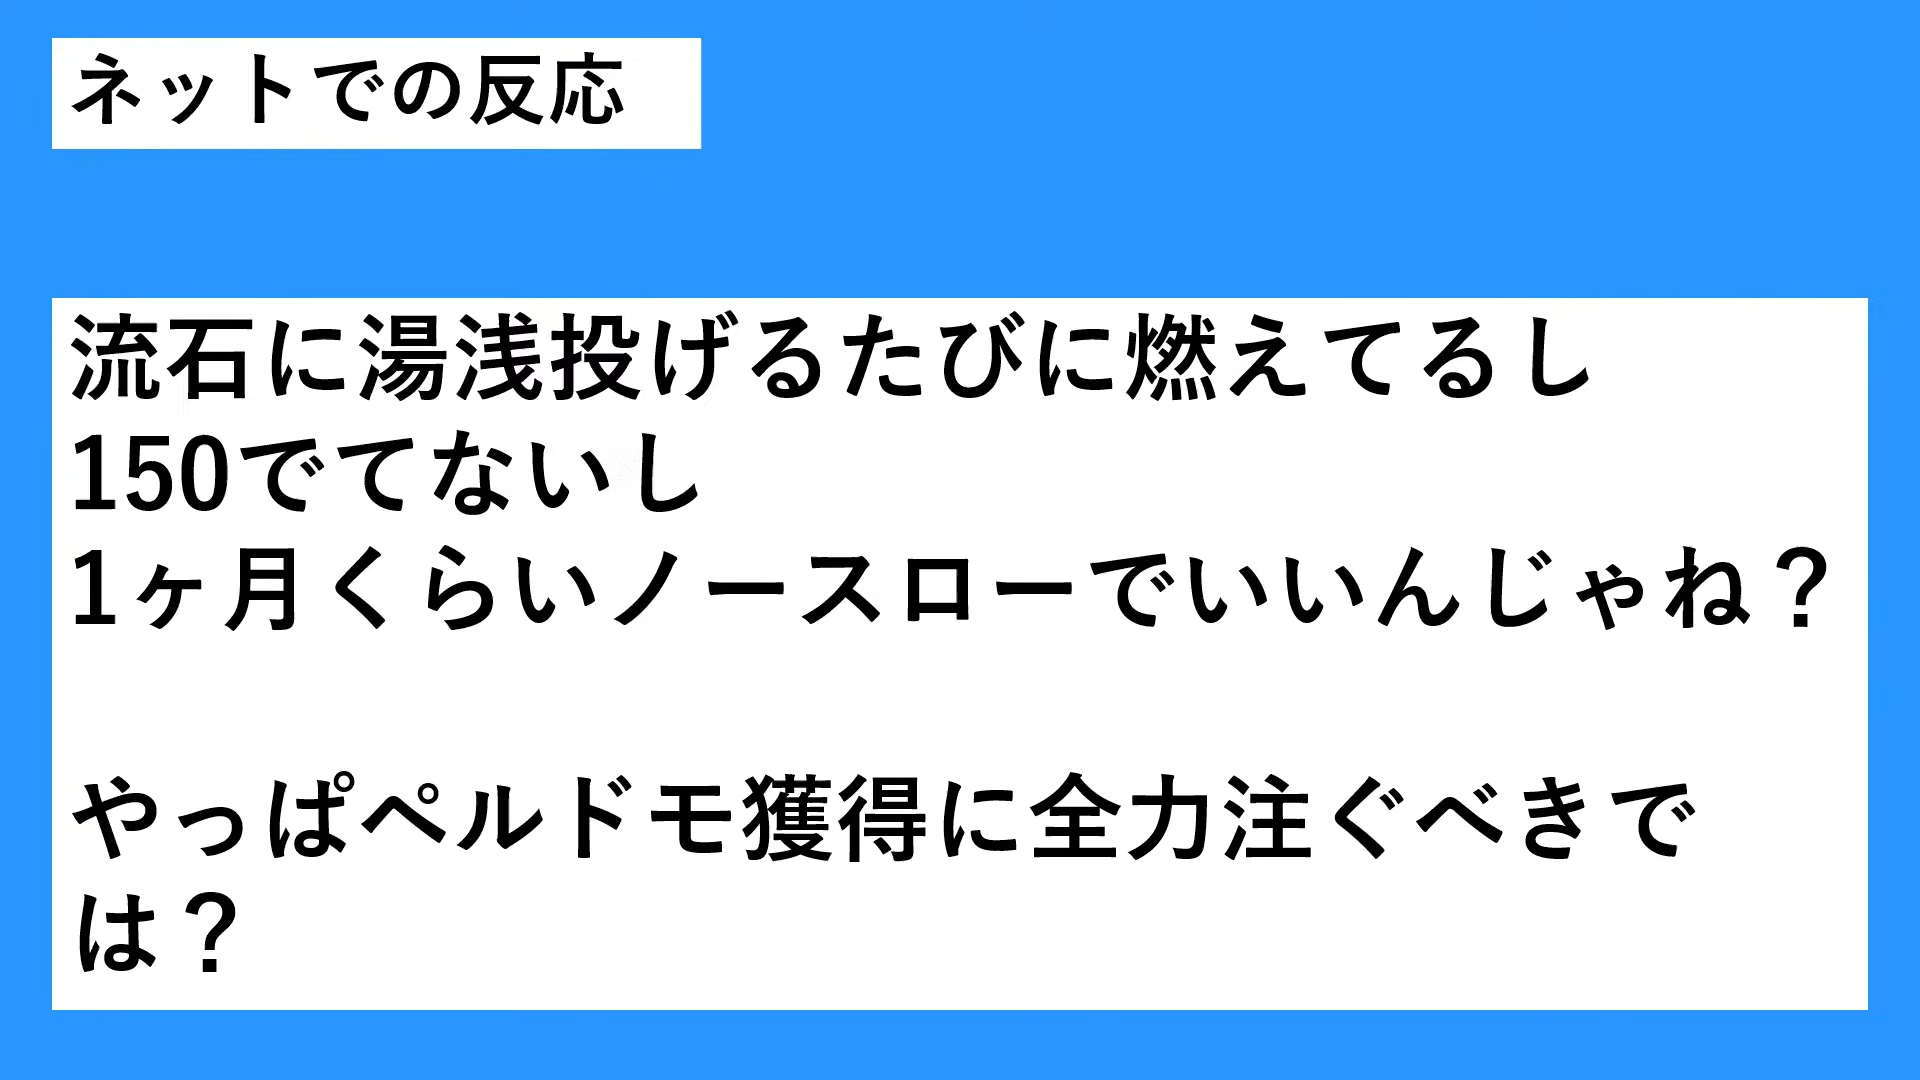 ネットでの反応
流石に湯浅投げるたびに燃えてるし
150でてないし
1ヶ月くらいノースローでいいんじゃね？
やっぱペルドモ獲得に全力注ぐべきで
は？